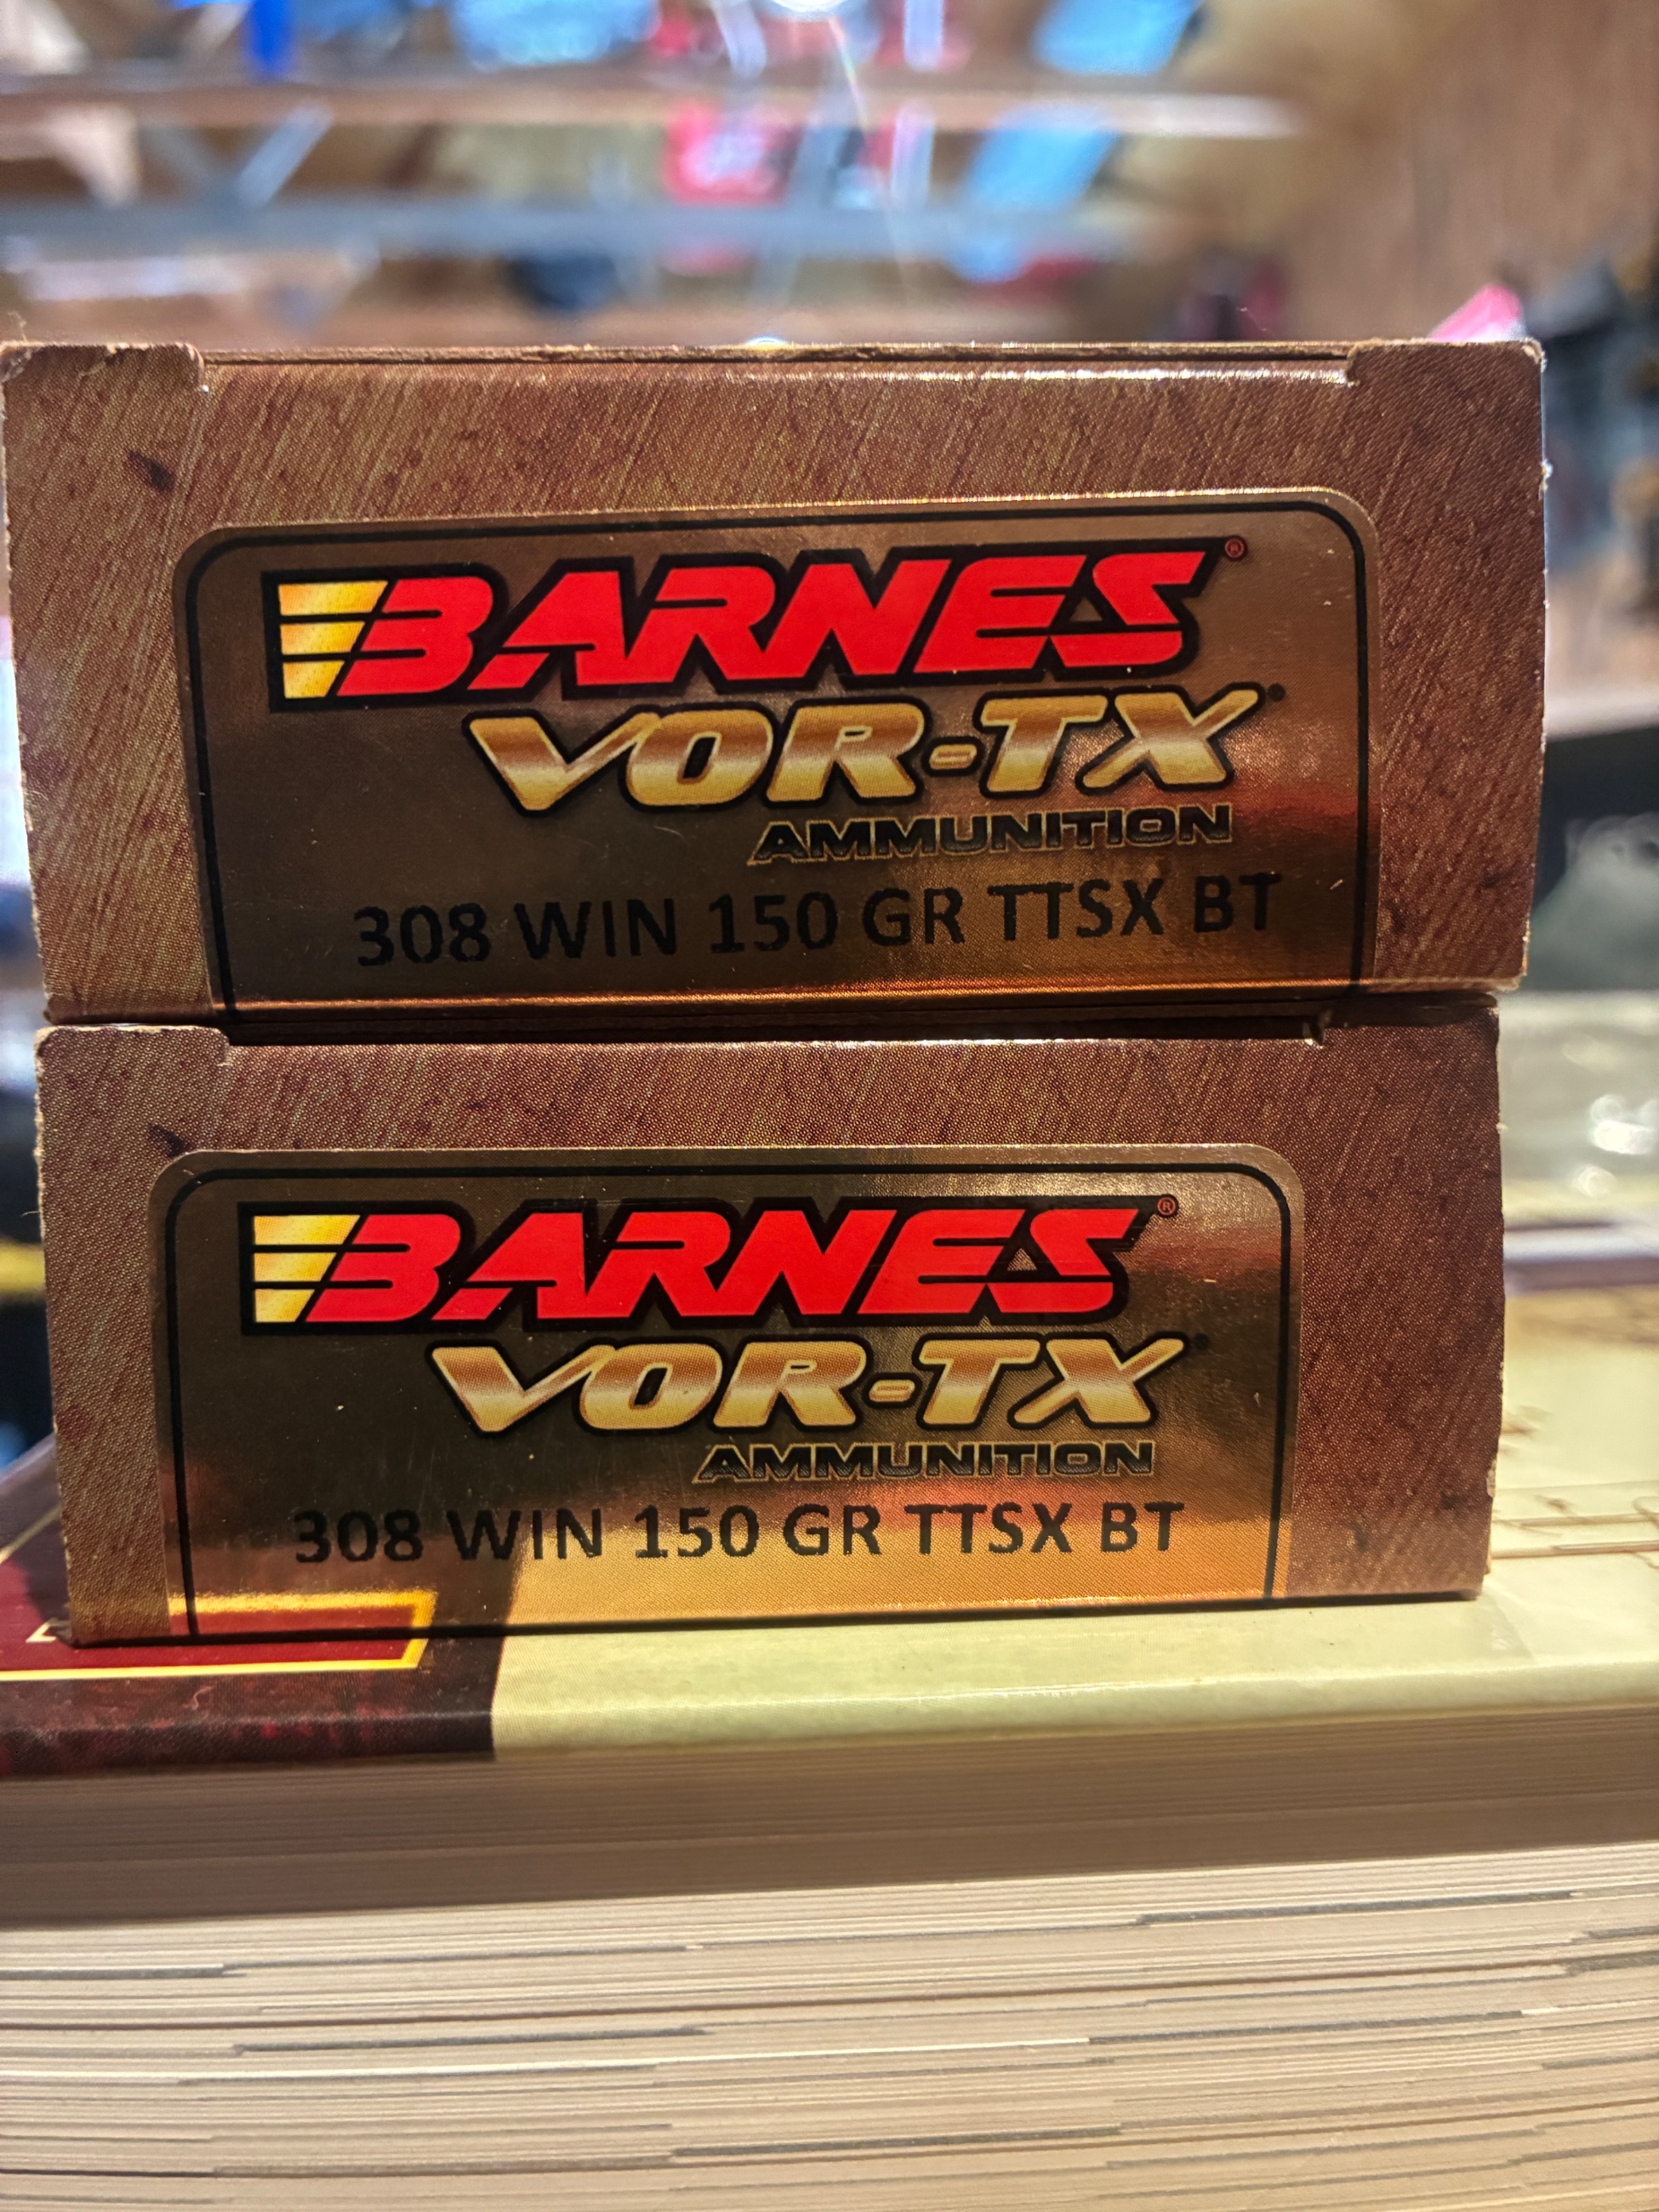 BARNES®
VOR-TX
AMMUNITION
308 WIN 150 GR TTSX BT
BARNES®
VOR-TX
AMMUNITION
308 WIN 150 GR TTSX BT